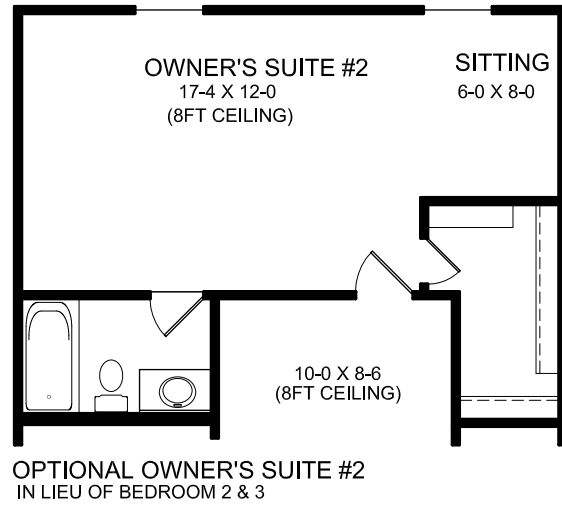 OWNER'S SUITE #2
17-4 X 12-0
(8FT CEILING)
SITTING
6-0 X 8-0
10-0 X 8-6
(8FT CEILING)
OPTIONAL OWNER'S SUITE #2
IN LIEU OF BEDROOM 2 & 3